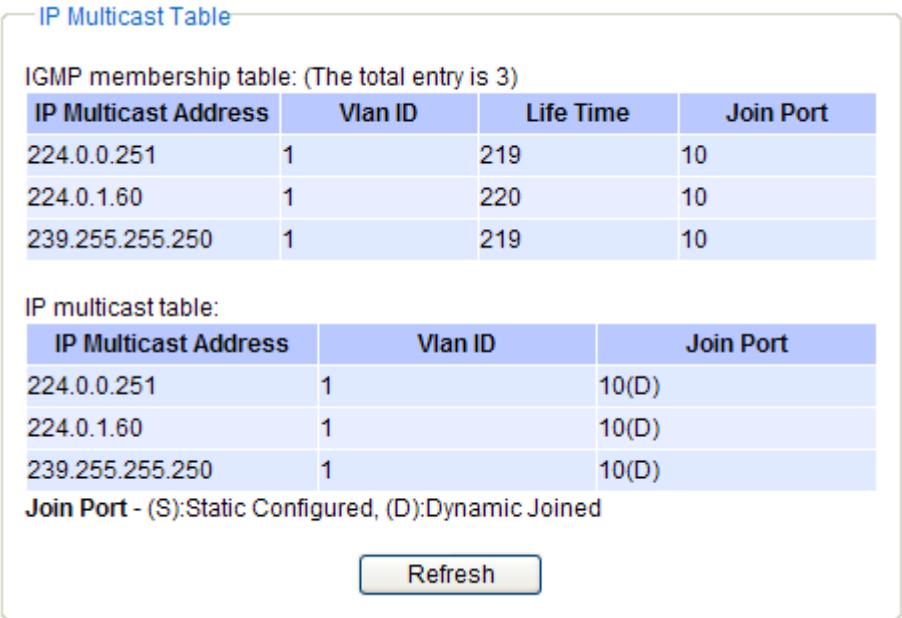 IP Multicast Table
IGMP membership table: (The total entry is 3)
IP Multicast Address Vlan ID Life Time Join Port
224.0.0.251 1 219 10
224.0.1.60 1 220 10
239.255.255.250 1 219 10
IP multicast table:
IP Multicast Address Vlan ID Join Port
224.0.0.251 1 10(D)
224.0.1.60 1 10(D)
239.255.255.250 1 10(D)
Join Port - (S):Static Configured, (D):Dynamic Joined
Refresh